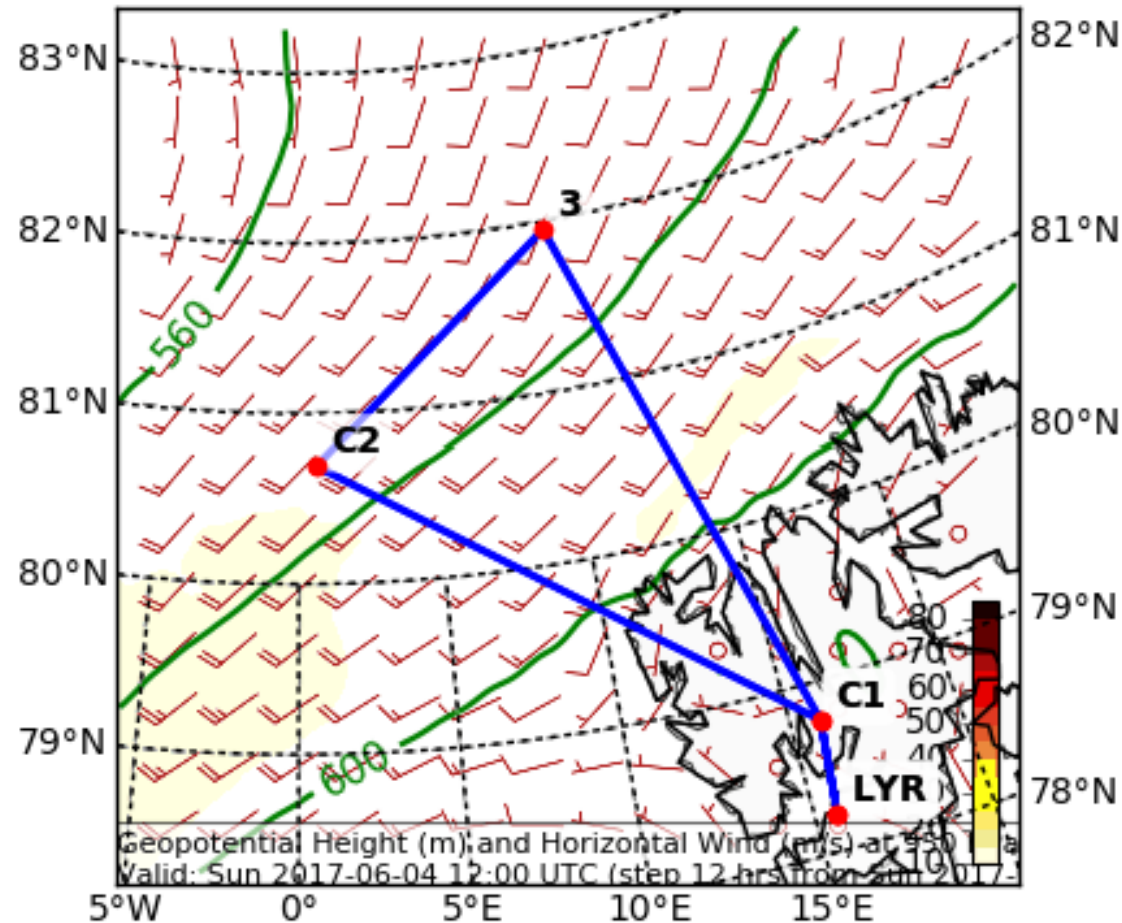 83°N
82°N
3
82°N
81°N
560
81°N
80°N
C2
80°N
79°N
80
70
C1
60
50
79°N
600
40
LYR
78°N
10
Geopotential Height (m) and Horizontal Wind (m/s) at 950
Valid: Sun 2017-06-04 12:00 UTC (step 12 hrs from Sun 2017-
5°W 0° 5°E 10°E 15°E